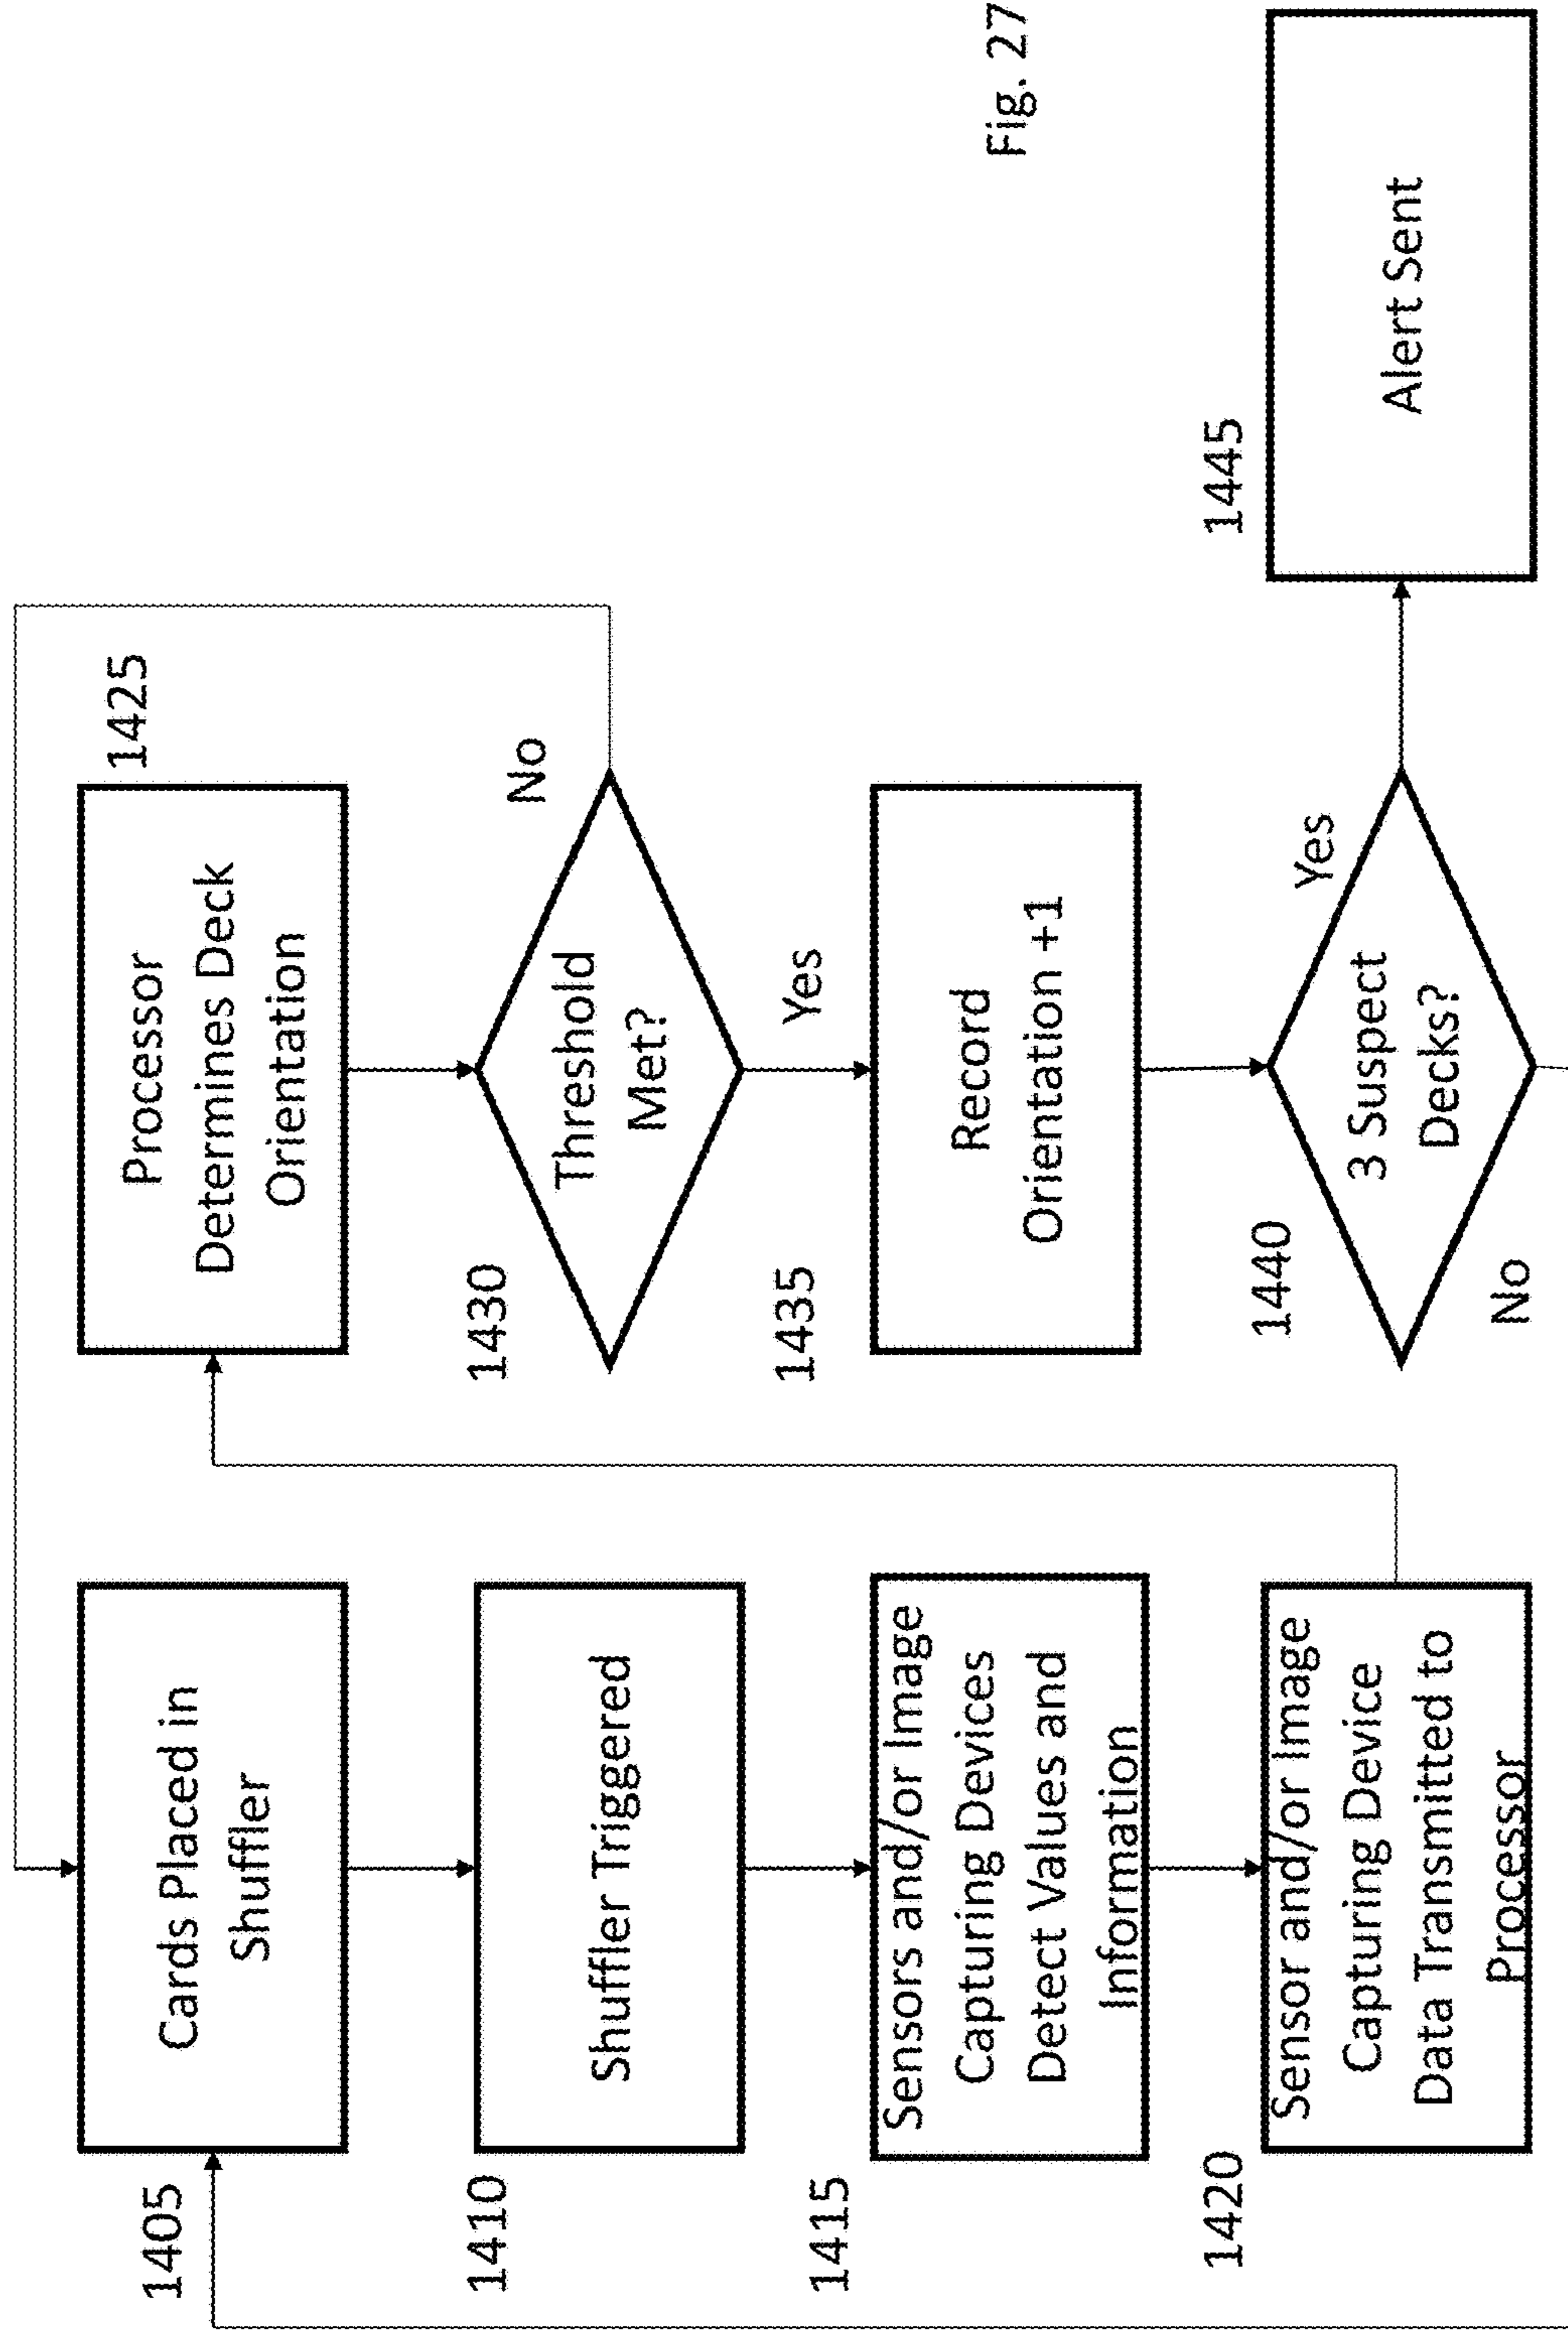 1405
Cards Placed in
Shuffler
1410
Shuffler Triggered
1415
Sensors and/or Image
Capturing Devices
Detect Values and
Information
1420
Sensor and/or Image
Capturing Device
Data Transmitted to
Processor
1425
Processor
Determines Deck
Orientation
1430
Threshold
Met?
No
Yes
1435
Record
Orientation +1
1440
3 Suspect
Decks?
Yes
No
1445
Alert Sent
Fig. 27